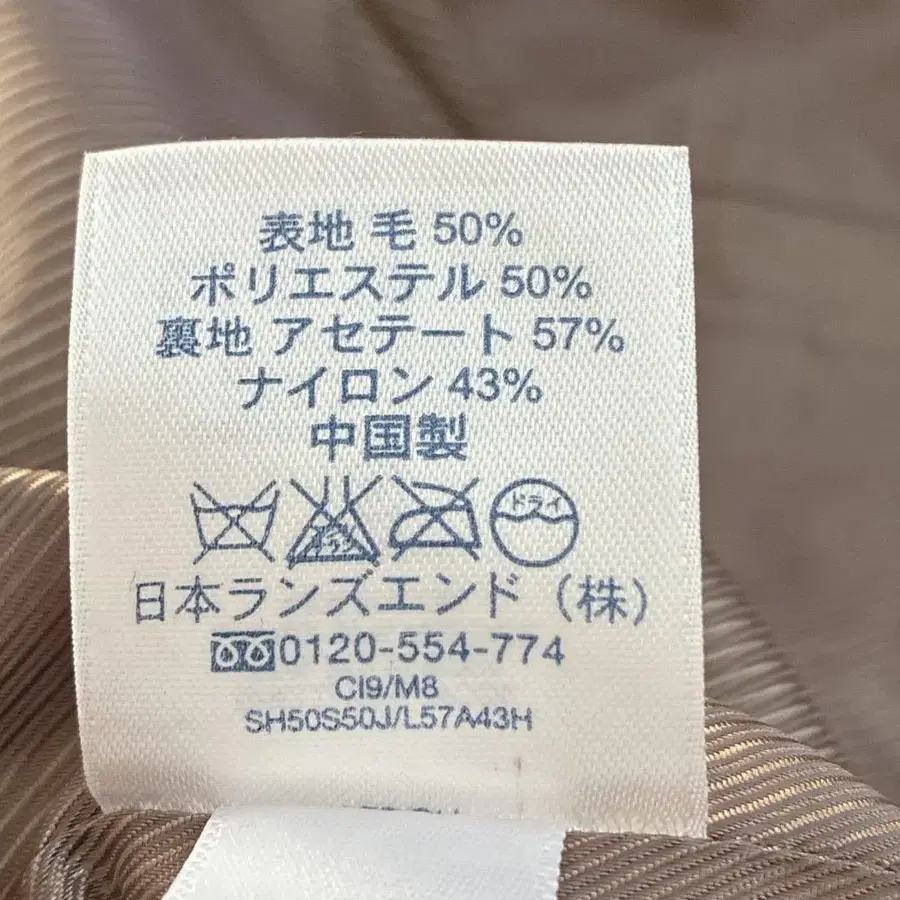 表地 毛 50%
ポリエステル 50%
裏地 アセテート 57%
ナイロン 43%
中国製
ドライ
日本ランズエンド（株）
0120-554-774
CI9/M8
SH50S50J/L57A43H